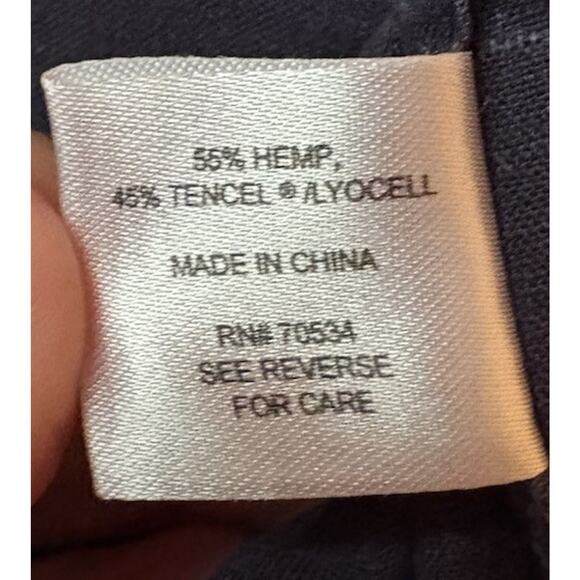 55% HEMP,
45% TENCEL ® /LYOCELL
MADE IN CHINA
RN# 70534
SEE REVERSE
FOR CARE